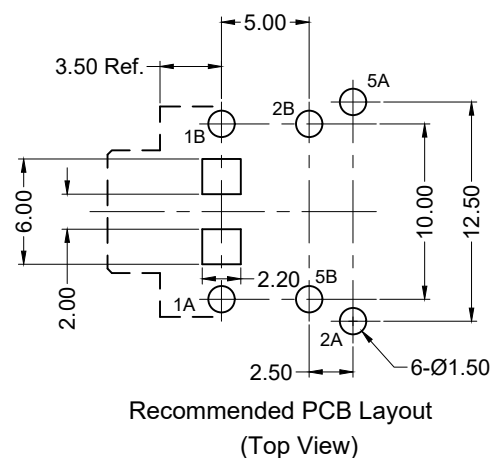 5.00
3.50 Ref.
5A
2B
1B
6.00
2.00
10.00
12.50
2.20
1A
5B
2A
2.50
6-Ø1.50
Recommended PCB Layout
(Top View)